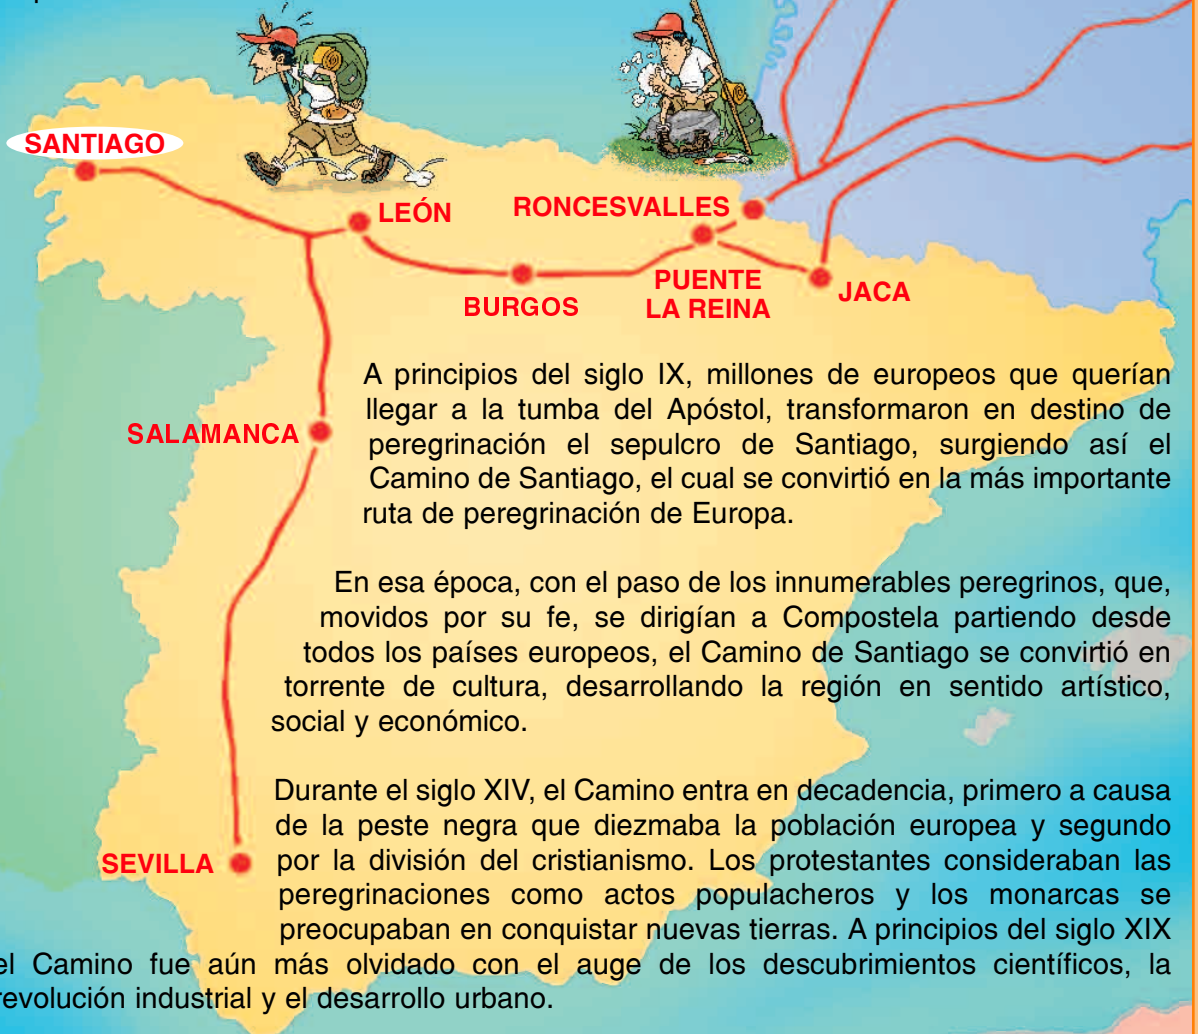 SANTIAGO
LEÓN
RONCESVALLES
BURGOS
PUENTE
LA REINA
JACA
SALAMANCA
SEVILLA
A principios del siglo IX, millones de europeos que querían
llegar a la tumba del Apóstol, transformaron en destino de
peregrinación el sepulcro de Santiago, surgiendo así el
Camino de Santiago, el cual se convirtió en la más importante
ruta de peregrinación de Europa.
En esa época, con el paso de los innumerables peregrinos, que,
movidos por su fe, se dirigían a Compostela partiendo desde
todos los países europeos, el Camino de Santiago se convirtió en
torrente de cultura, desarrollando la región en sentido artístico,
social y económico.
Durante el siglo XIV, el Camino entra en decadencia, primero a causa
de la peste negra que diezmaba la población europea y segundo
por la división del cristianismo. Los protestantes consideraban las
peregrinaciones como actos populacheros y los monarcas se
preocupaban en conquistar nuevas tierras. A principios del siglo XIX
el Camino fue aún más olvidado con el auge de los descubrimientos científicos, la
revolución industrial y el desarrollo urbano.